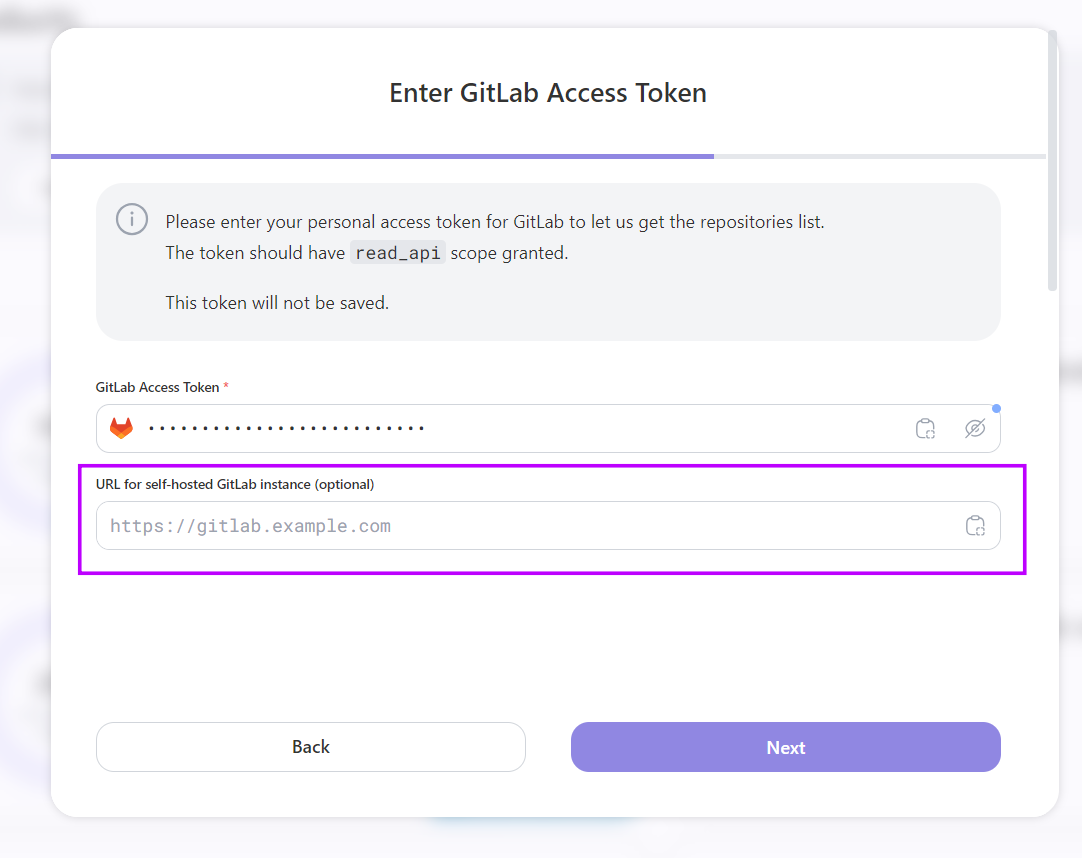 Enter GitLab Access Token
Please enter your personal access token for GitLab to let us get the repositories list.
The token should have read_api scope granted.
This token will not be saved.
GitLab Access Token *
••••••••••••••••••••••••••
URL for self-hosted GitLab instance (optional)
https://gitlab.example.com
Back
Next